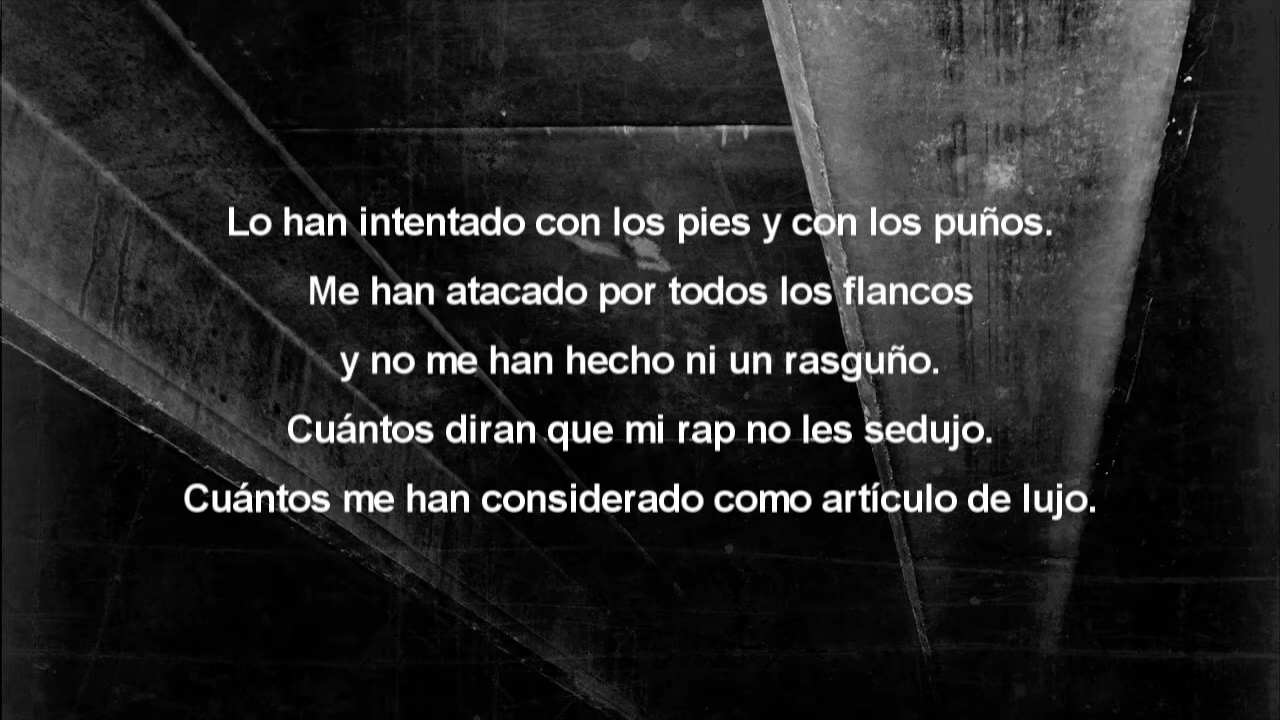 Lo han intentado con los pies y con los puños.
Me han atacado por todos los flancos
y no me han hecho ni un rasguño.
Cuántos diran que mi rap no les sedujo.
Cuántos me han considerado como artículo de lujo.